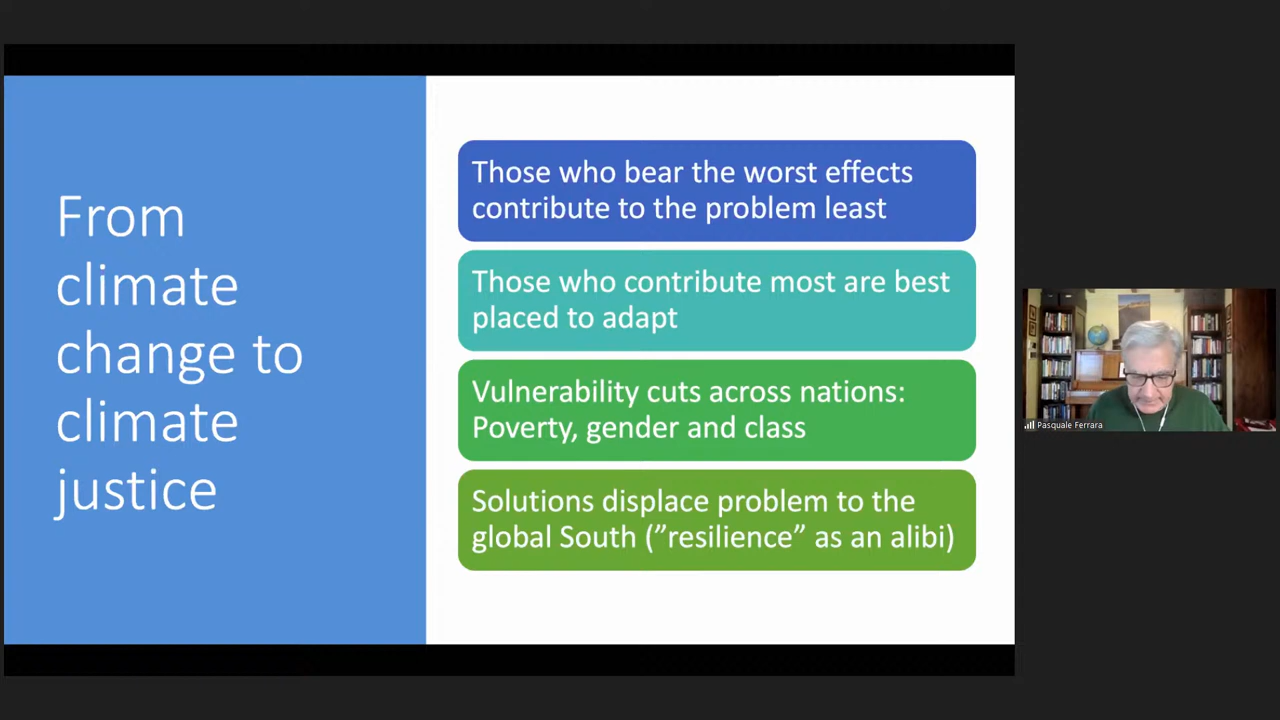 From
climate
change to
climate
justice
Those who bear the worst effects
contribute to the problem least
Those who contribute most are best
placed to adapt
Vulnerability cuts across nations:
Poverty, gender and class
Solutions displace problem to the
global South (”resilience” as an alibi)
Pasquale Ferrara